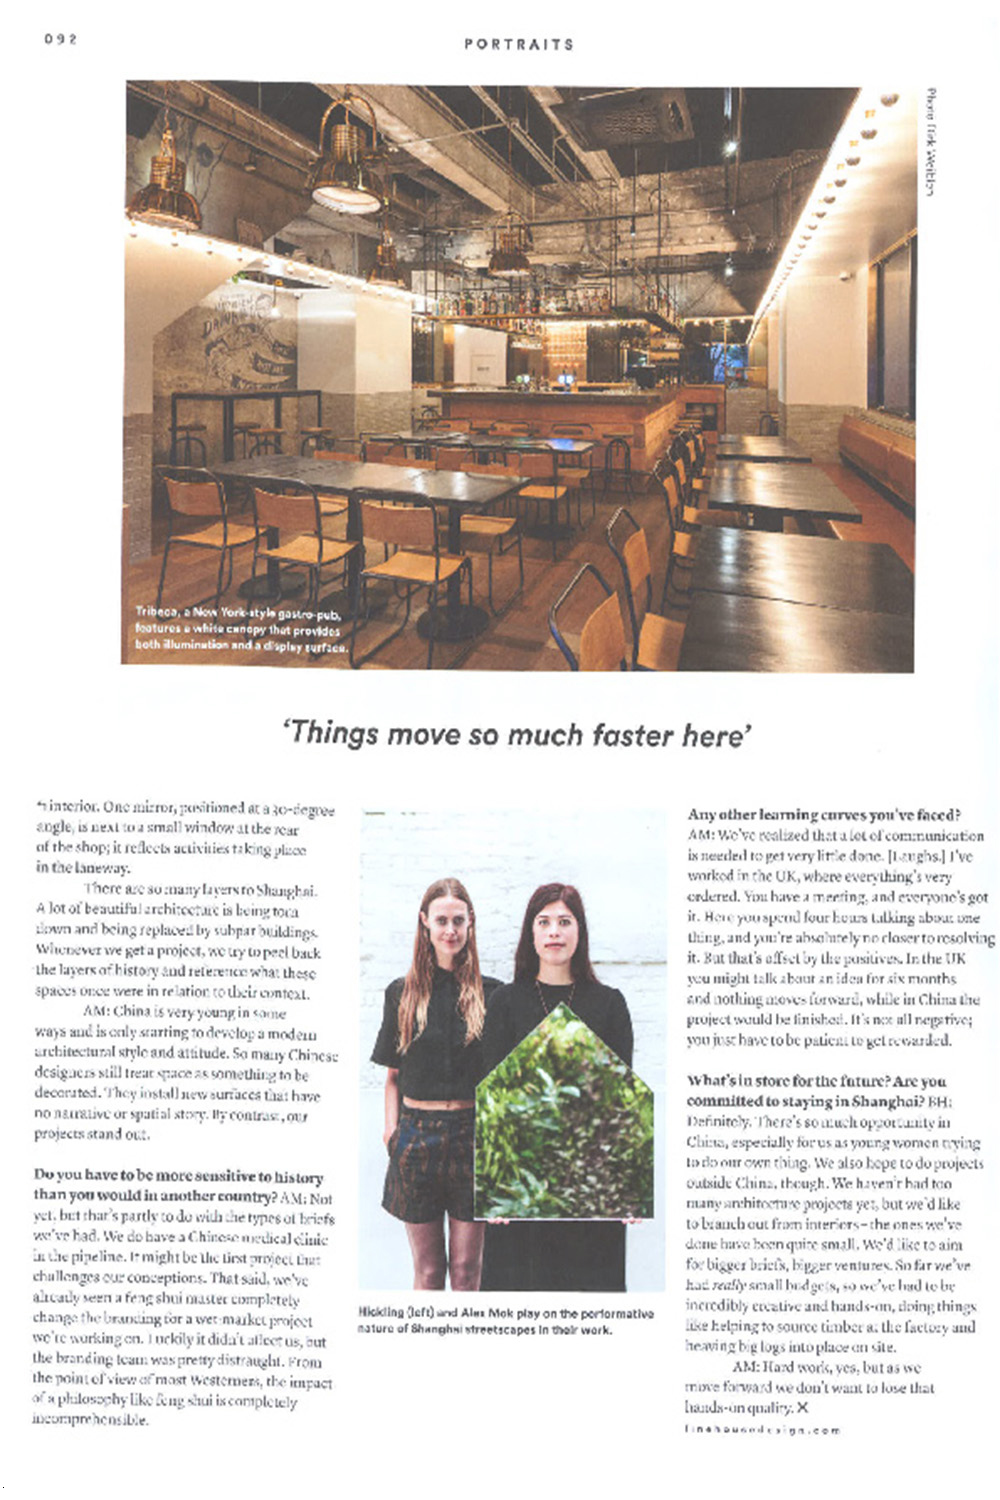 092
PORTRAITS
Photo Dirk Weiblen
Tribeca, a New York-style gastro-pub,
features a white canopy that provides
both illumination and a display surface.
‘Things move so much faster here’
interior. One mirror, positioned at a 30-degree
angle, is next to a small window at the rear
of the shop; it reflects activities taking place
in the laneway.
There are so many layers to Shanghai.
A lot of beautiful architecture is being torn
down and being replaced by subpar buildings.
Whenever we get a project, we try to peel back
the layers of history and reference what these
spaces once were in relation to their context.
AM: China is very young in some
ways and is only starting to develop a modern
architectural style and attitude. So many Chinese
designers still treat space as something to be
decorated. They install new surfaces that have
no narrative or spatial story. By contrast, our
projects stand out.
Do you have to be more sensitive to history
than you would in another country? AM: Not
yet, but that's partly to do with the types of briefs
we've had. We do have a Chinese medical clinic
in the pipeline. It might be the first project that
challenges our conceptions. That said, we've
already seen a feng shui master completely
change the branding for a wet-market project
we're working on. Luckily it didn't affect us, but
the branding team was pretty distraught. From
the point of view of most Westerners, the impact
of a philosophy like feng shui is completely
incomprehensible.
Hickling (left) and Alex Mok play on the performative
nature of Shanghai streetscapes in their work.
Any other learning curves you've faced?
AM: We've realized that a lot of communication
is needed to get very little done. [Laughs.] I've
worked in the UK, where everything's very
ordered. You have a meeting, and everyone's got
it. Here you spend four hours talking about one
thing, and you're absolutely no closer to resolving
it. But that's offset by the positives. In the UK
you might talk about an idea for six months
and nothing moves forward, while in China the
project would be finished. It's not all negative;
you just have to be patient to get rewarded.
What's in store for the future? Are you
committed to staying in Shanghai? BH:
Definitely. There's so much opportunity in
China, especially for us as young women trying
to do our own thing. We also hope to do projects
outside China, though. We haven't had too
many architecture projects yet, but we'd like
to branch out from interiors – the ones we've
done have been quite small. We'd like to aim
for bigger briefs, bigger ventures. So far we've
had really small budgets, so we've had to be
incredibly creative and hands-on, doing things
like helping to source timber at the factory and
heaving big logs into place on site.
AM: Hard work, yes, but as we
move forward we don't want to lose that
hands-on quality. X
linehousedesign.com